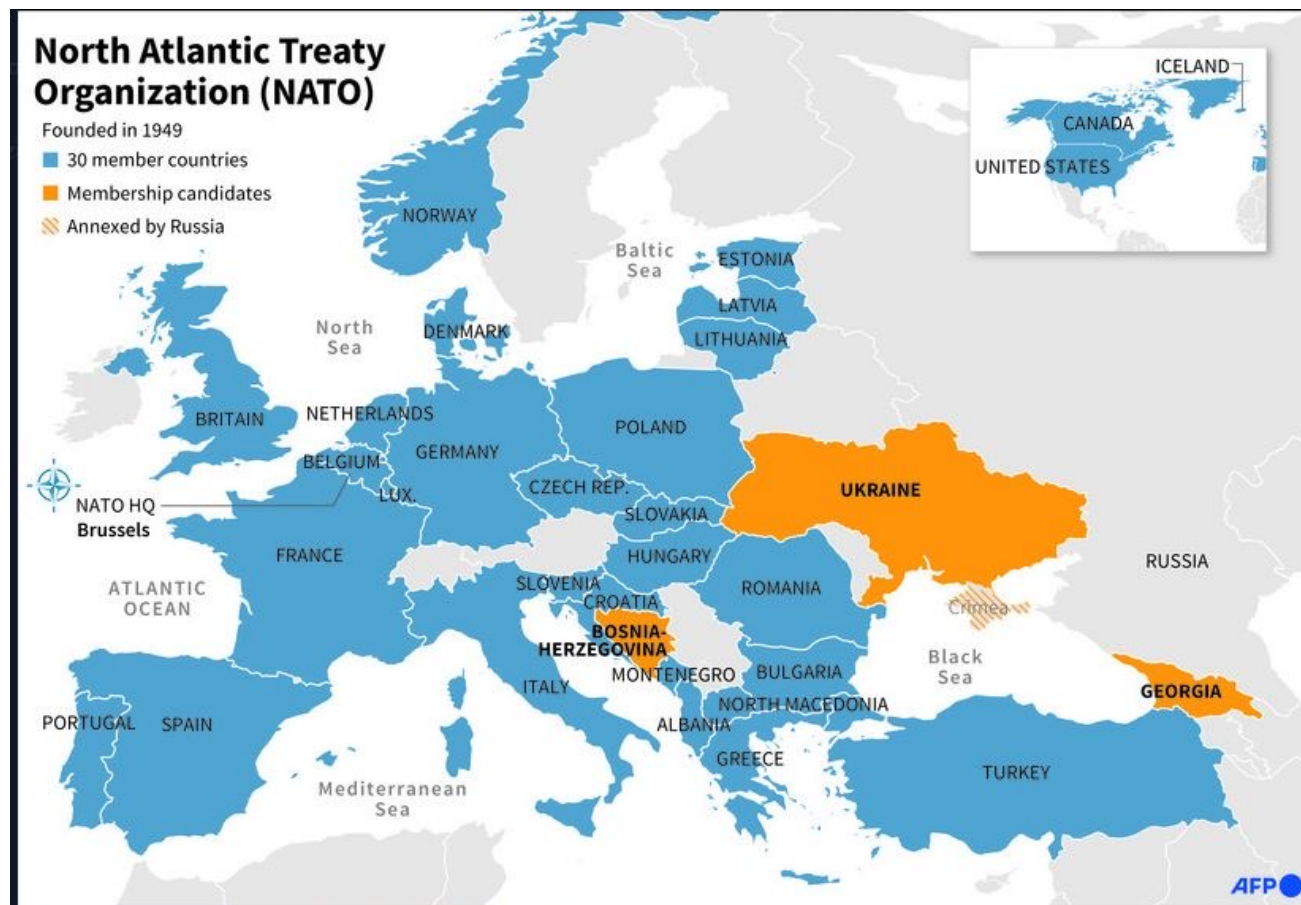 North Atlantic Treaty
Organization (NATO)
Founded in 1949
30 member countries
Membership candidates
Annexed by Russia
ICELAND
CANADA
UNITED STATES
NORWAY
Baltic
Sea
ESTONIA
LATVIA
LITHUANIA
North
Sea
DENMARK
BRITAIN
NETHERLANDS
POLAND
GERMANY
BELGIUM
LUX.
NATO HQ
Brussels
CZECH REP.
UKRAINE
SLOVAKIA
FRANCE
HUNGARY
RUSSIA
ATLANTIC
OCEAN
SLOVENIA
ROMANIA
CROATIA
Crimea
BOSNIA-
HERZEGOVINA
MONTENEGRO
BULGARIA
Black
Sea
ITALY
GEORGIA
NORTH MACEDONIA
PORTUGAL
SPAIN
ALBANIA
GREECE
TURKEY
Mediterranean
Sea
AFP